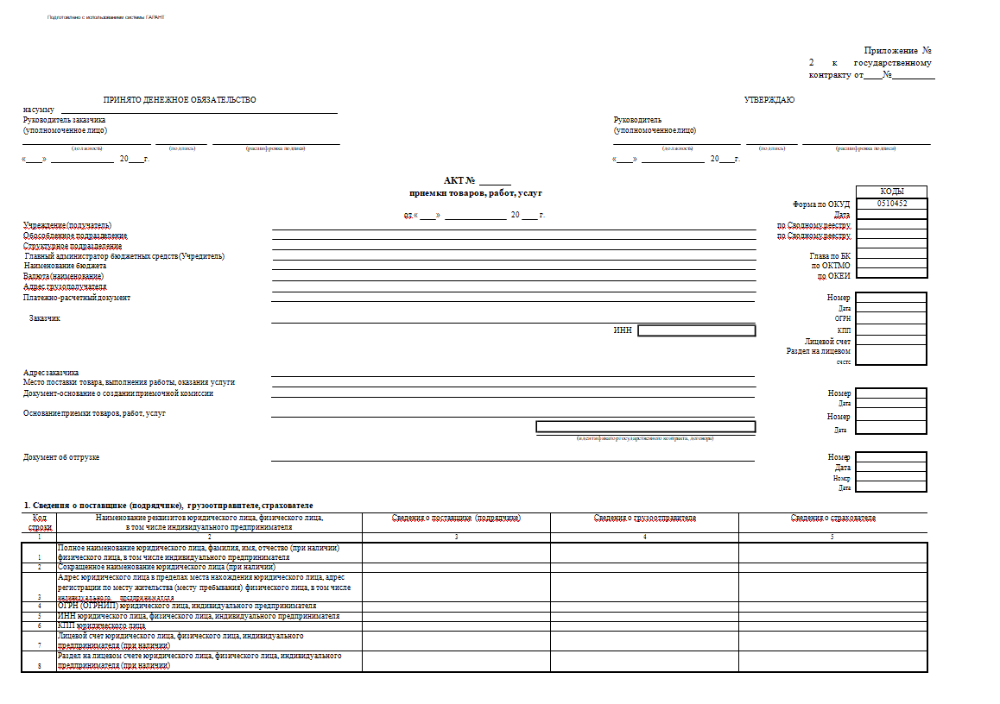 Подготовлено с использованием системы ГАРАНТ
Приложение №
2 к государственному
контракту от____№_________
ПРИНЯТО ДЕНЕЖНОЕ ОБЯЗАТЕЛЬСТВО
на сумму
Руководитель заказчика
(уполномоченное лицо)
(должность) (подпись) (расшифровка подписи)
«____» 20____г.
УТВЕРЖДАЮ
Руководитель
(уполномоченное лицо)
(должность) (подпись) (расшифровка подписи)
«____» 20____г.
АКТ № ______
приемки товаров, работ, услуг
от « ____ » 20 ____ г.
КОДЫ
Форма по ОКУД 0510452
Дата
Учреждение (получатель) по Сводному реестру
Обособленное подразделение по Сводному реестру
Структурное подразделение
Главный администратор бюджетных средств (Учредитель) Глава по БК
Наименование бюджета по ОКТМО
Валюта (наименование) по ОКЕИ
Адрес грузополучателя
Платежно-расчетный документ Номер
Дата
Заказчик ОГРН
ИНН КПП
Лицевой счет
Раздел на лицевом
счете
Адрес заказчика
Место поставки товара, выполнения работы, оказания услуги
Документ-основание о создании приемочной комиссии Номер
Дата
Основание приемки товаров, работ, услуг Номер
Дата
(идентификатор государственного контракта, договора)
Документ об отгрузке Номер
Дата
Номер
Дата
1. Сведения о поставщике (подрядчике), грузоотправителе, страхователе
Код
строки
Наименование реквизитов юридического лица, физического лица,
в том числе индивидуального предпринимателя
Сведения о поставщике (подрядчике)
Сведения о грузоотправителе
Сведения о страхователе
1 2 3 4 5
Полное наименование юридического лица, фамилия, имя, отчество (при наличии)
1 физического лица, в том числе индивидуального предпринимателя
2 Сокращенное наименование юридического лица (при наличии)
Адрес юридического лица в пределах места нахождения юридического лица, адрес
регистрации по месту жительства (месту пребывания) физического лица, в том числе
3 индивидуального предпринимателя
4 ОГРН (ОГРНИП) юридического лица, индивидуального предпринимателя
5 ИНН юридического лица, физического лица, индивидуального предпринимателя
6 КПП юридического лица
Лицевой счет юридического лица, физического лица, индивидуального
7 предпринимателя (при наличии)
Раздел на лицевом счете юридического лица, физического лица, индивидуального
8 предпринимателя (при наличии)